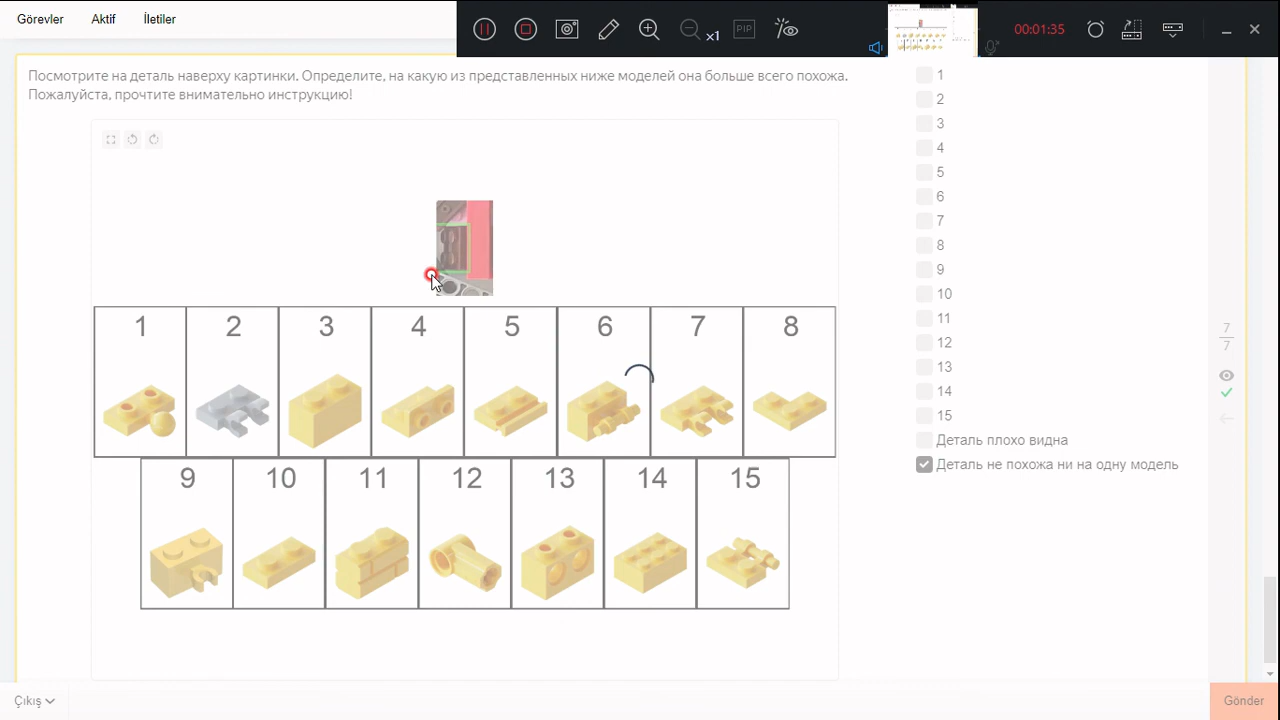 Görevler Aktif İletiler
x1 PIP 00:01:35
Посмотрите на деталь наверху картинки. Определите, на какую из представленных ниже моделей она больше всего похожа.
Пожалуйста, прочтите внимательно инструкцию!
1
2
3
4
5
6
7
8
9
10
11
12
13
14
15
Деталь плохо видна
Деталь не похожа ни на одну модель
1 2 3 4 5 6 7 8
9 10 11 12 13 14 15
7
7
Çıkış Gönder